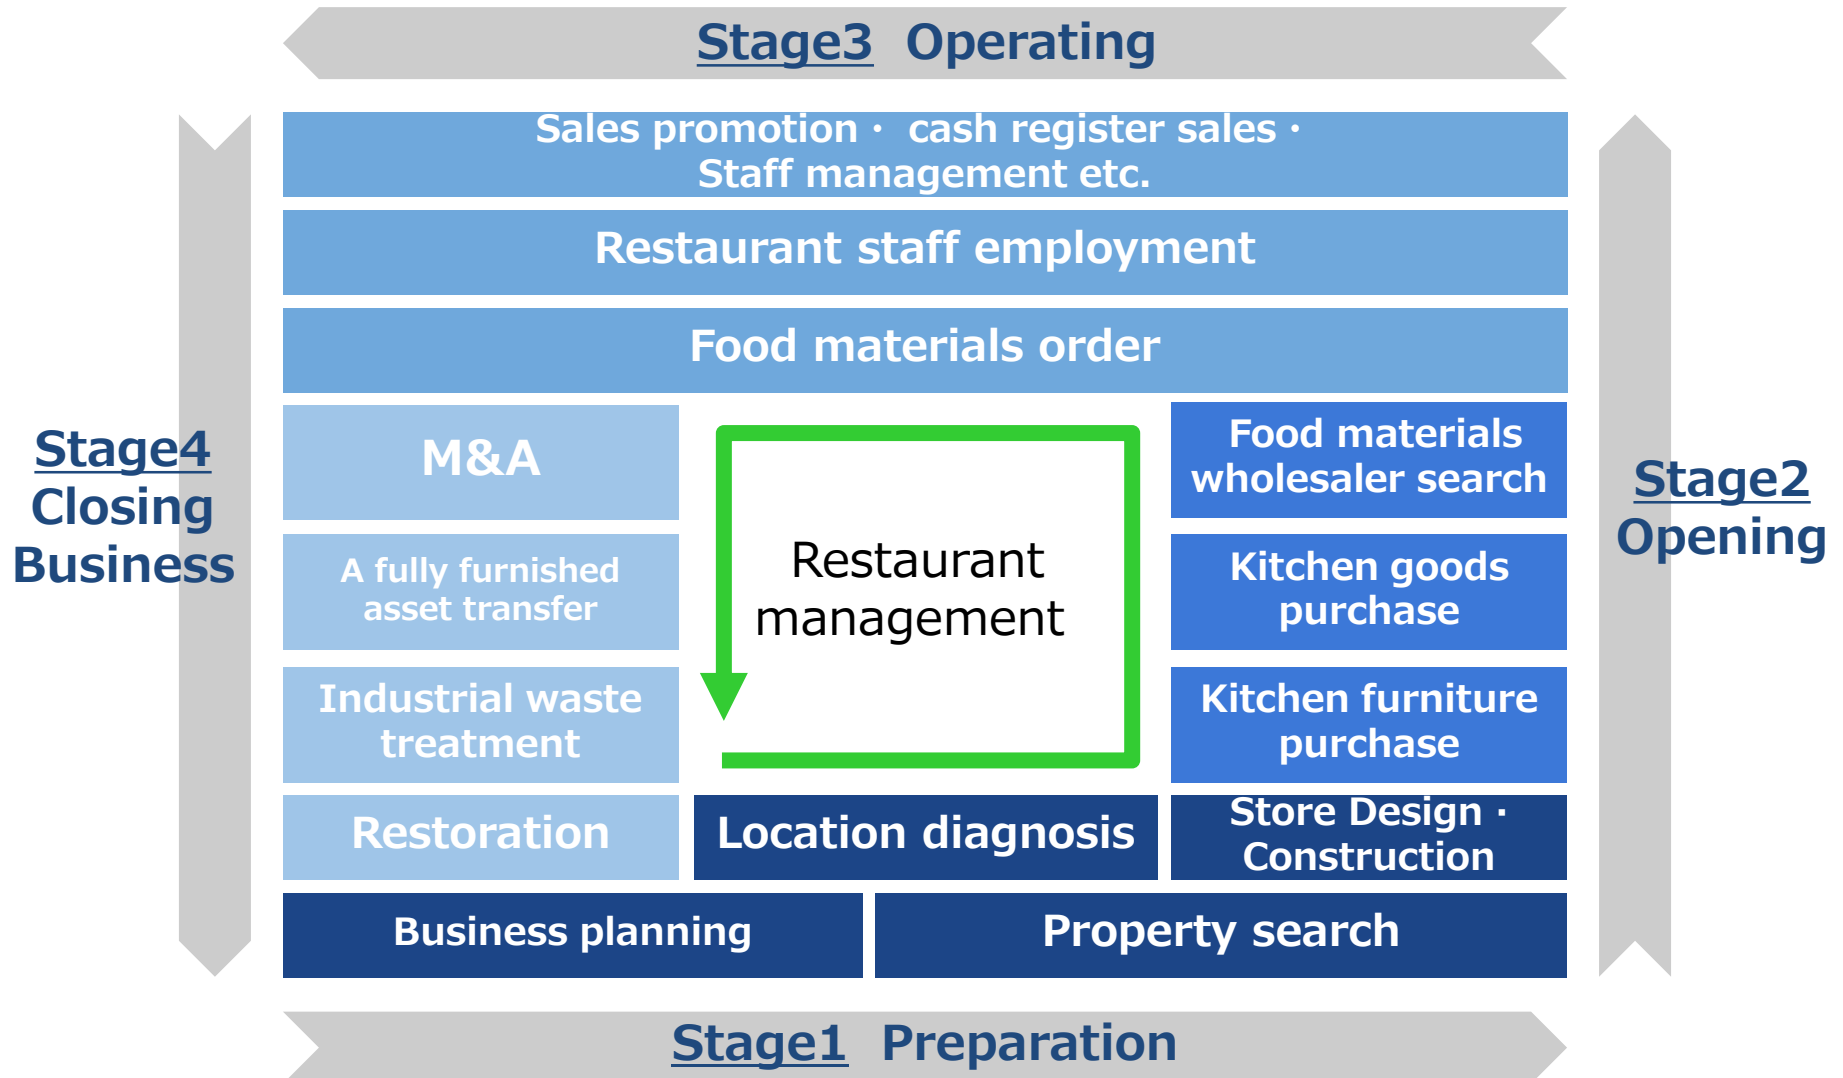 Stage3 Operating
Sales promotion・ cash register sales・
Staff management etc.
Restaurant staff employment
Food materials order
Stage4
Closing
Business
M&A
A fully furnished
asset transfer
Industrial waste
treatment
Restoration
Restaurant
management
Location diagnosis
Food materials
wholesaler search
Kitchen goods
purchase
Kitchen furniture
purchase
Store Design・
Construction
Stage2
Opening
Business planning
Property search
Stage1 Preparation